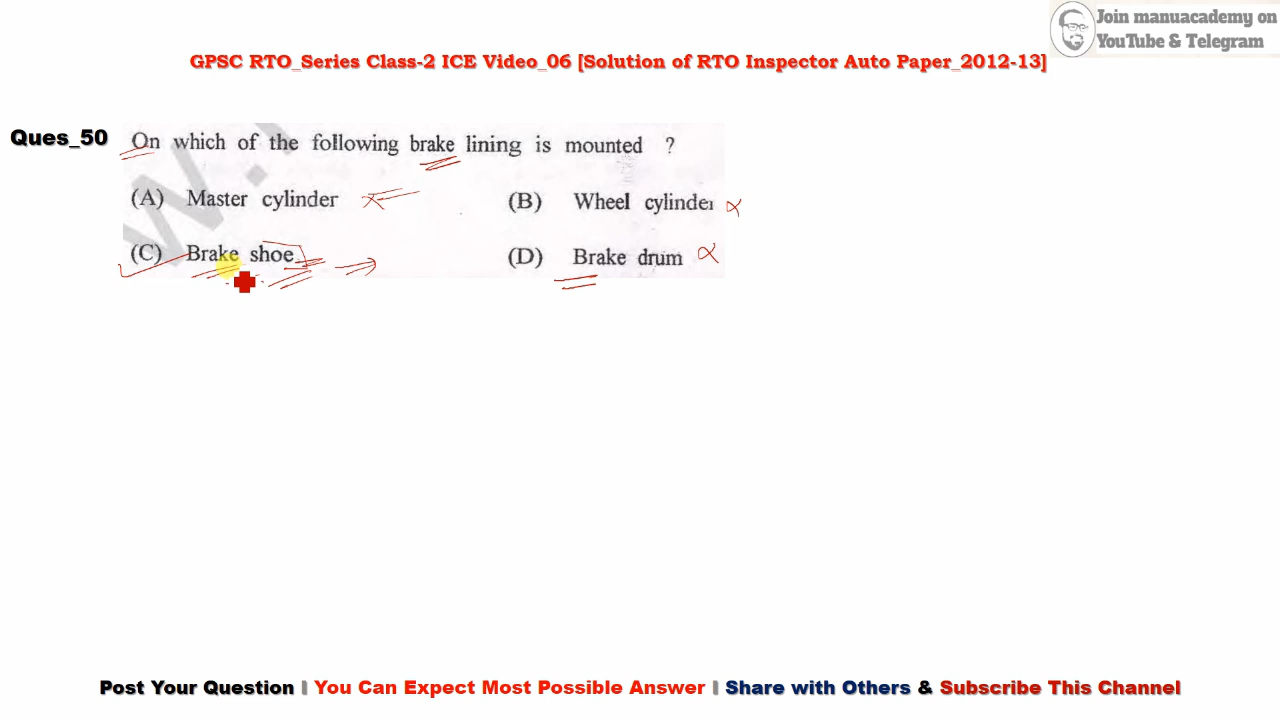 Join manuacademy on
YouTube & Telegram
GPSC RTO_Series Class-2 ICE Video_06 [Solution of RTO Inspector Auto Paper_2012-13]
Ques_50 On which of the following brake lining is mounted ?
(A) Master cylinder (B) Wheel cylinder
(C) Brake shoe (D) Brake drum
Post Your Question | You Can Expect Most Possible Answer | Share with Others & Subscribe This Channel